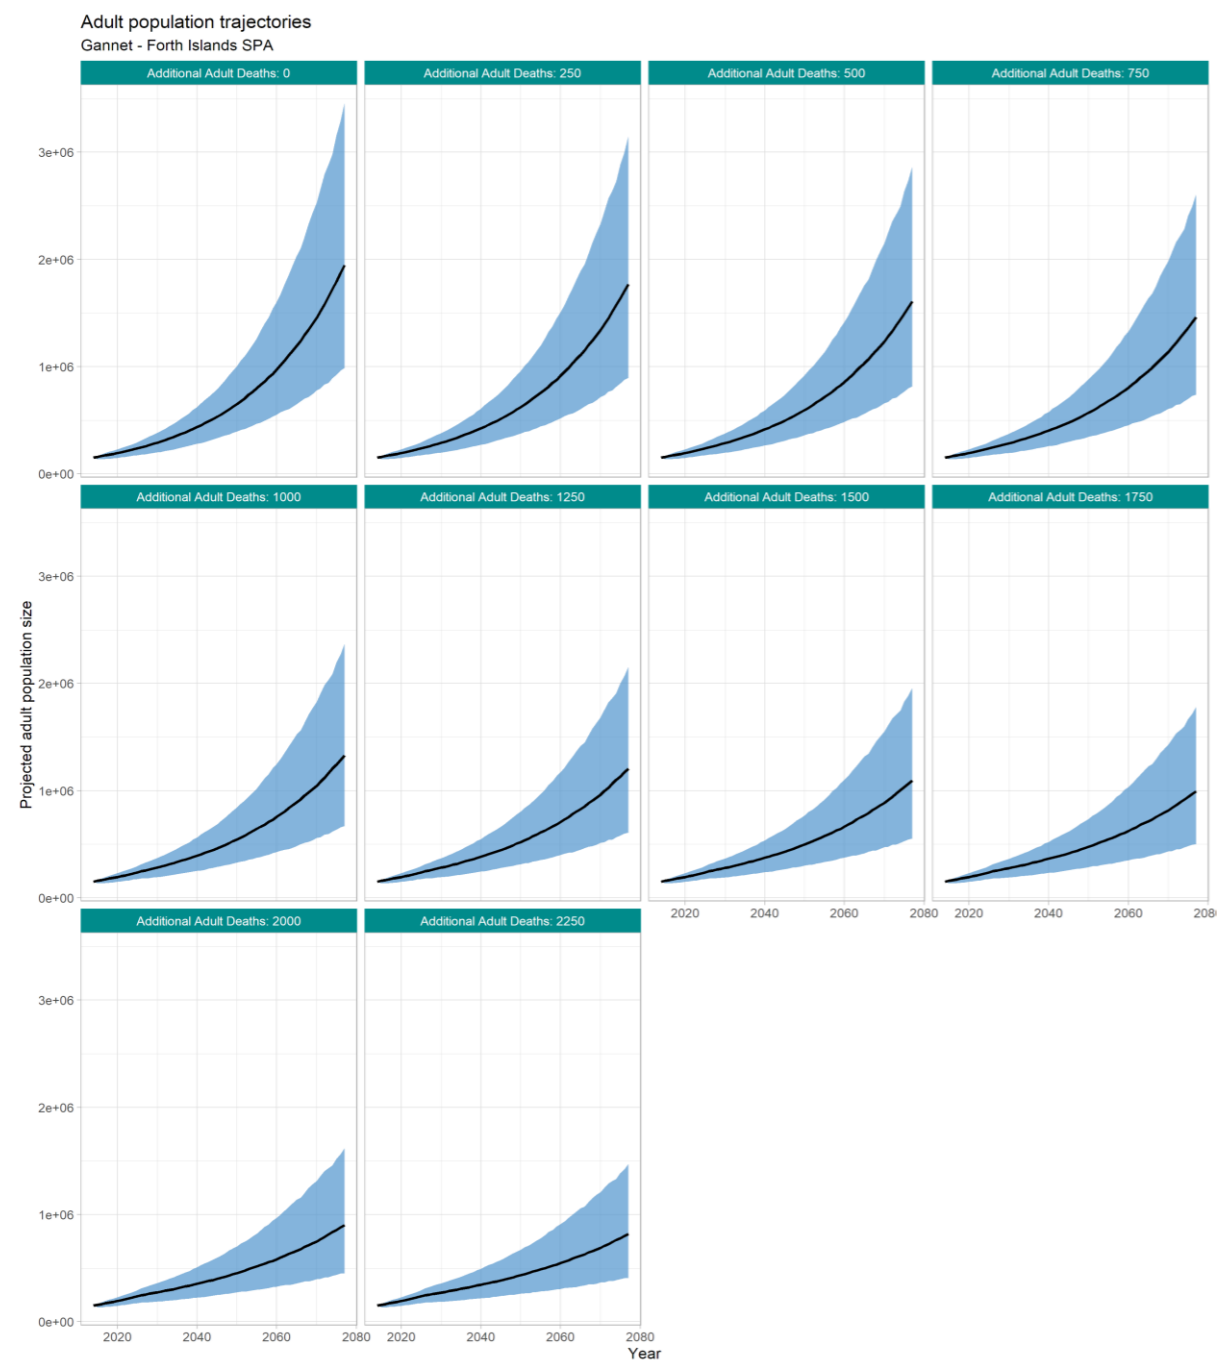 Adult population trajectories
Gannet - Forth Islands SPA
Additional Adult Deaths: 0
Additional Adult Deaths: 250
Additional Adult Deaths: 500
Additional Adult Deaths: 750
3e+06
2e+06
1e+06
0e+00
2020 2040 2060 2080
Additional Adult Deaths: 1000
Additional Adult Deaths: 1250
Additional Adult Deaths: 1500
Additional Adult Deaths: 1750
3e+06
2e+06
1e+06
0e+00
2020 2040 2060 208
Projected adult population size
Additional Adult Deaths: 2000
Additional Adult Deaths: 2250
3e+06
2e+06
1e+06
0e+00
2020 2040 2060 2080
2020 2040 2060 2080
Year